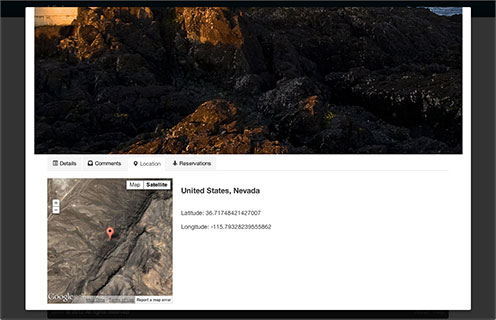 Details Comments Location Reservations
Map Satellite
United States, Nevada
Latitude: 36.71748421427007
Longitude: -115.79328239555862
Google
Report a map error